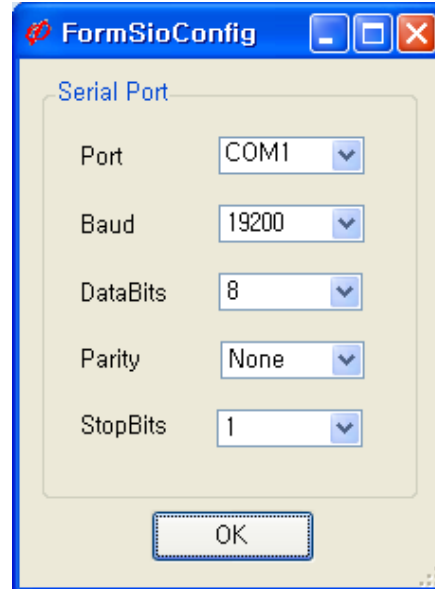 FormSioConfig
Serial Port
Port COM1
Baud 19200
DataBits 8
Parity None
StopBits 1
OK